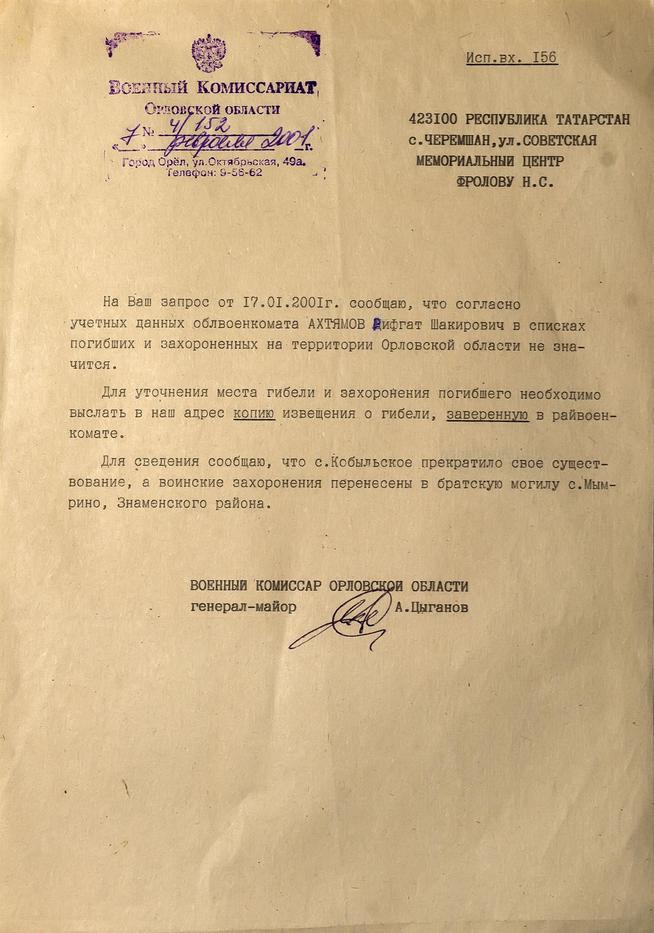 Военный Комиссариат
Орловской области
№ 4/152
«7» февраля 2001 г.
Город Орёл, ул.Октябрьская, 49а.
Телефон: 9-56-62
Исп.вх. I56
423I00 РЕСПУБЛИКА ТАТАРСТАН
с.ЧЕРЕМШАН,ул.СОВЕТСКАЯ
МЕМОРИАЛЬНЫЙ ЦЕНТР
ФРОЛОВУ Н.С.
На Ваш запрос от I7.0I.200Iг. сообщаю, что согласно
учетных данных облвоенкомата АХТЯМОВ Дифгат Шакирович в списках
погибших и захороненных на территории Орловской области не зна-
чится.
Для уточнения места гибели и захоронения погибшего необходимо
выслать в наш адрес копию извещения о гибели, заверенную в райвоен-
комате.
Для сведения сообщаю, что с.Кобыльское прекратило свое сущест-
вование, а воинские захоронения перенесены в братскую могилу с.Мым-
рино, Знаменского района.
ВОЕННЫЙ КОМИССАР ОРЛОВСКОЙ ОБЛАСТИ
генерал-майор А.Цыганов